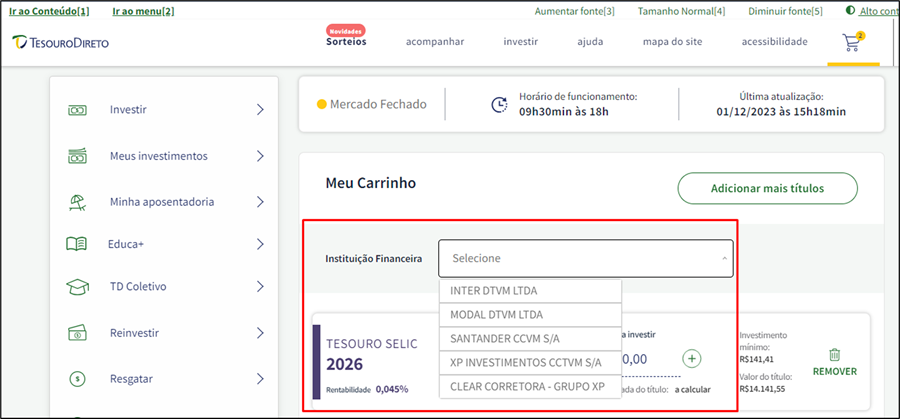 Ir ao Conteúdo[1] Ir ao menu[2] Aumentar fonte[3] Tamanho Normal[4] Diminuir fonte[5] Alto cont
TESOURODIRETO
Novidades
Sorteios acompanhar investir ajuda mapa do site acessibilidade 2
Investir
Meus investimentos
Minha aposentadoria
Educa+
TD Coletivo
Reinvestir
Resgatar
Mercado Fechado
Horário de funcionamento:
09h30min às 18h
Última atualização:
01/12/2023 às 15h18min
Meu Carrinho
Adicionar mais títulos
Instituição Financeira
Selecione
INTER DTVM LTDA
MODAL DTVM LTDA
SANTANDER CCVM S/A
XP INVESTIMENTOS CCTVM S/A
CLEAR CORRETORA - GRUPO XP
TESOURO SELIC
2026
Rentabilidade 0,045%
a investir
0,00
ada do título: a calcular
Investimento
mínimo:
R$141,41
Valor do título:
R$14.141,55
REMOVER